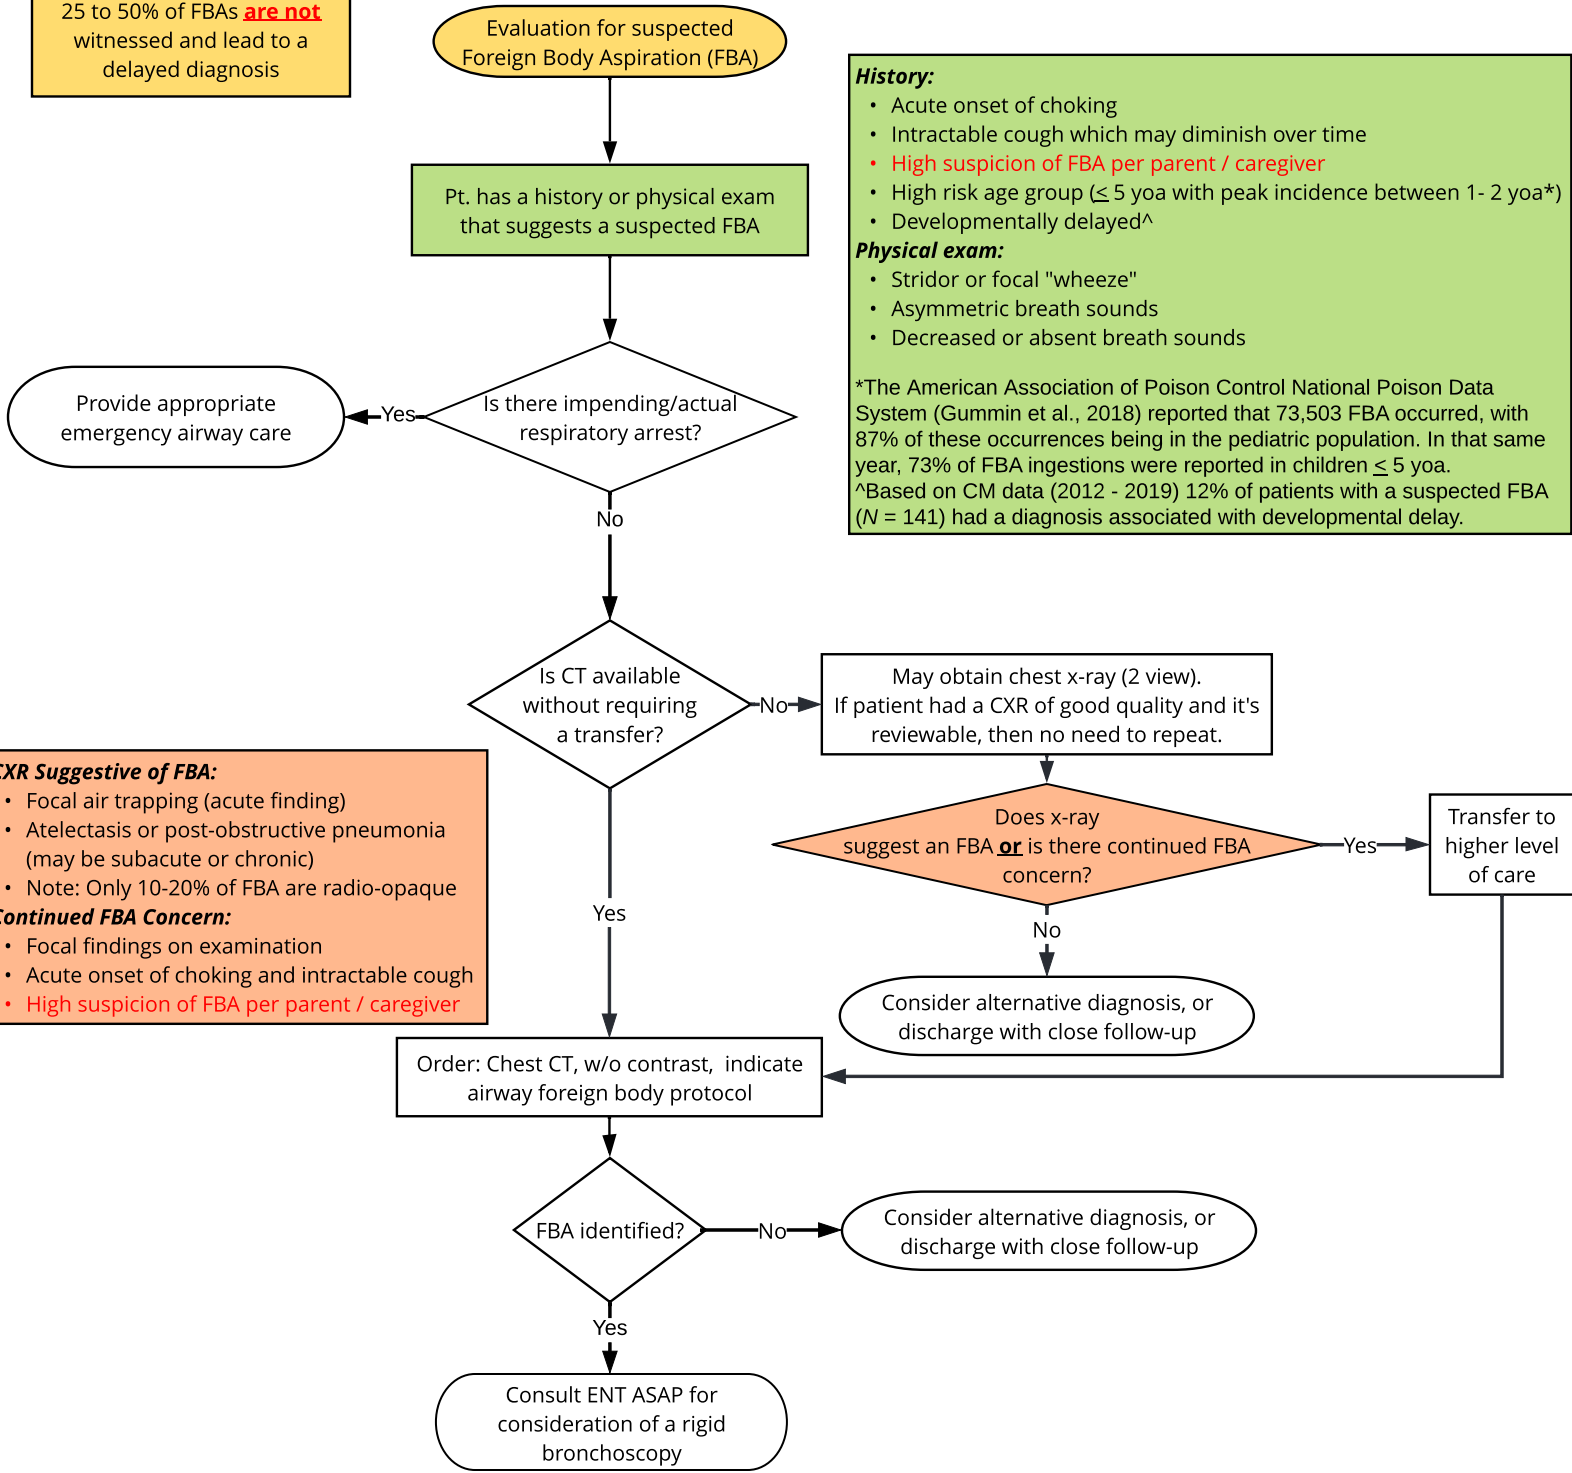 25 to 50% of FBAs are not
witnessed and lead to a
delayed diagnosis
Evaluation for suspected
Foreign Body Aspiration (FBA)
History:
• Acute onset of choking
• Intractable cough which may diminish over time
• High suspicion of FBA per parent / caregiver
• High risk age group (< 5 yoa with peak incidence between 1- 2 yoa*)
• Developmentally delayed^
Physical exam:
• Stridor or focal "wheeze"
• Asymmetric breath sounds
• Decreased or absent breath sounds
*The American Association of Poison Control National Poison Data
System (Gummin et al., 2018) reported that 73,503 FBA occurred, with
87% of these occurrences being in the pediatric population. In that same
year, 73% of FBA ingestions were reported in children < 5 yoa.
^Based on CM data (2012 - 2019) 12% of patients with a suspected FBA
(N = 141) had a diagnosis associated with developmental delay.
Pt. has a history or physical exam
that suggests a suspected FBA
Is there impending/actual
respiratory arrest?
Yes
Provide appropriate
emergency airway care
No
Is CT available
without requiring
a transfer?
No
May obtain chest x-ray (2 view).
If patient had a CXR of good quality and it's
reviewable, then no need to repeat.
Does x-ray
suggest an FBA or is there continued FBA
concern?
Yes
Transfer to
higher level
of care
No
Consider alternative diagnosis, or
discharge with close follow-up
CXR Suggestive of FBA:
• Focal air trapping (acute finding)
• Atelectasis or post-obstructive pneumonia
(may be subacute or chronic)
• Note: Only 10-20% of FBA are radio-opaque
Continued FBA Concern:
• Focal findings on examination
• Acute onset of choking and intractable cough
• High suspicion of FBA per parent / caregiver
Yes
Order: Chest CT, w/o contrast, indicate
airway foreign body protocol
FBA identified?
No
Consider alternative diagnosis, or
discharge with close follow-up
Yes
Consult ENT ASAP for
consideration of a rigid
bronchoscopy